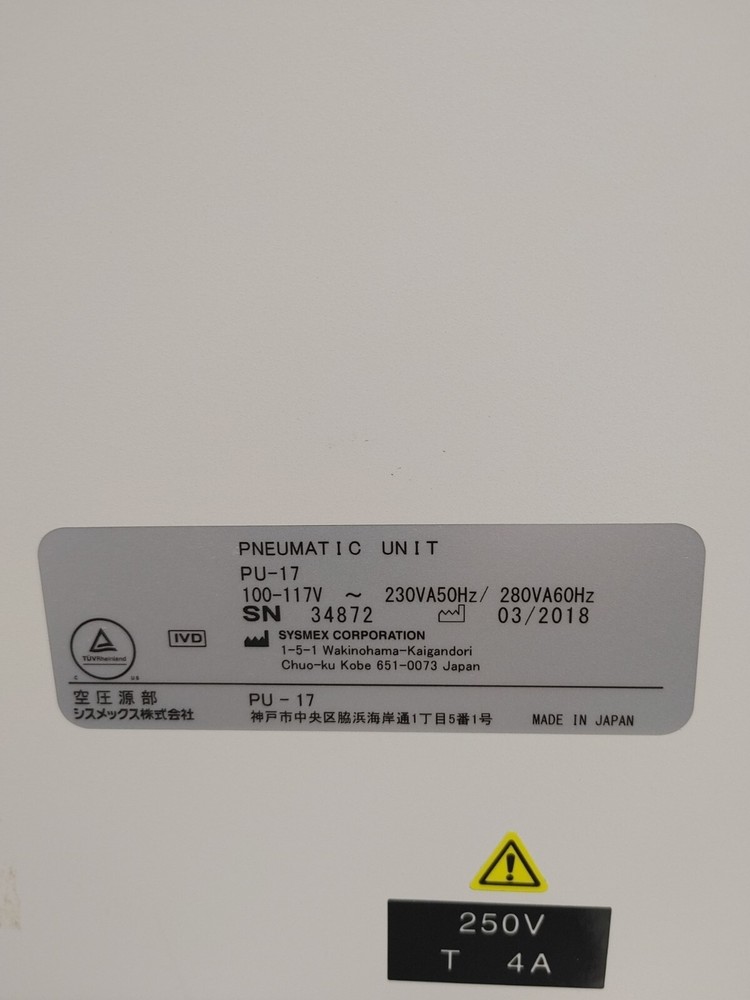 PNEUMATIC UNIT
PU-17
100-117V ~ 230VA50Hz/ 280VA60Hz
SN 34872 03/2018
IVD
SYSMEX CORPORATION
1-5-1 Wakinohama-Kaigandori
Chuo-ku Kobe 651-0073 Japan
TÜVRheinland
C US
空圧源部 PU-17
シスメックス株式会社 神戸市中央区脇浜海岸通1丁目5番1号 MADE IN JAPAN
250V
T 4A